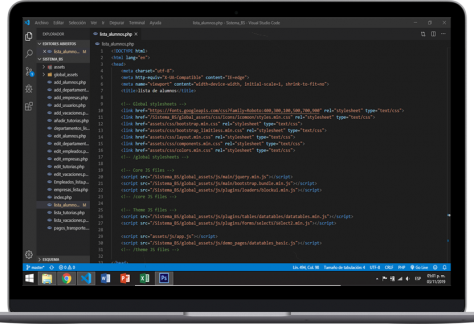 Archivo Editar Selección Ver Ir Depurar Terminal Ayuda lista_alumnos.php - Sistema_BS - Visual Studio Code
EXPLORADOR
lista_alumnos.php
EDITORES ABIERTOS
lista_alumnos.php
SISTEMA_BS
assets
global_assets
add_alumnos.php
add_departament...
add_empresas.php
add_usuarios.php
add_vacaciones.p...
añade_tutorias.php
departamentos_lis...
edit_alumnos.php
edit_departament...
edit_empleados.p...
edit_empresas.php
edit_tutorias.php
edit_vacaciones.p...
Empleados_lista.p...
empresas_lista.php
index.php
lista_alumnos... M
lista_tutorias.php
lista_vacaciones.p...
pagos_transporte...
ESQUEMA
<!DOCTYPE html>
<html lang="en">
<head>
<meta charset="utf-8">
<meta http-equiv="X-UA-Compatible" content="IE=edge">
<meta name="viewport" content="width=device-width, initial-scale=1, shrink-to-fit=no">
<title>lista de alumnos</title>
<!-- Global stylesheets -->
<link href="https://fonts.googleapis.com/css?family=Roboto:400,300,100,500,700,900" rel="stylesheet" type="text/css">
<link href="/Sistema_BS/global_assets/css/icons/icomoon/styles.min.css" rel="stylesheet" type="text/css">
<link href="assets/css/bootstrap.min.css" rel="stylesheet" type="text/css">
<link href="assets/css/bootstrap_limitless.min.css" rel="stylesheet" type="text/css">
<link href="assets/css/layout.min.css" rel="stylesheet" type="text/css">
<link href="assets/css/components.min.css" rel="stylesheet" type="text/css">
<link href="assets/css/colors.min.css" rel="stylesheet" type="text/css">
<!-- /global stylesheets -->
<!-- Core JS files -->
<script src="/Sistema_BS/global_assets/js/main/jquery.min.js"></script>
<script src="/Sistema_BS/global_assets/js/main/bootstrap.bundle.min.js"></script>
<script src="/Sistema_BS/global_assets/js/plugins/loaders/blockui.min.js"></script>
<!-- /core JS files -->
<!-- Theme JS files -->
<script src="/Sistema_BS/global_assets/js/plugins/tables/datatables/datatables.min.js"></script>
<script src="/Sistema_BS/global_assets/js/plugins/forms/selects/select2.min.js"></script>
<script src="assets/js/app.js"></script>
<script src="/Sistema_BS/global_assets/js/demo_pages/datatables_basic.js"></script>
<!-- /theme JS files -->
master* Lín. 494, Col. 98 Tamaño de tabulación: 4 UTF-8 CRLF PHP Go Live
ESP 05:01 p. m.
02/11/2019